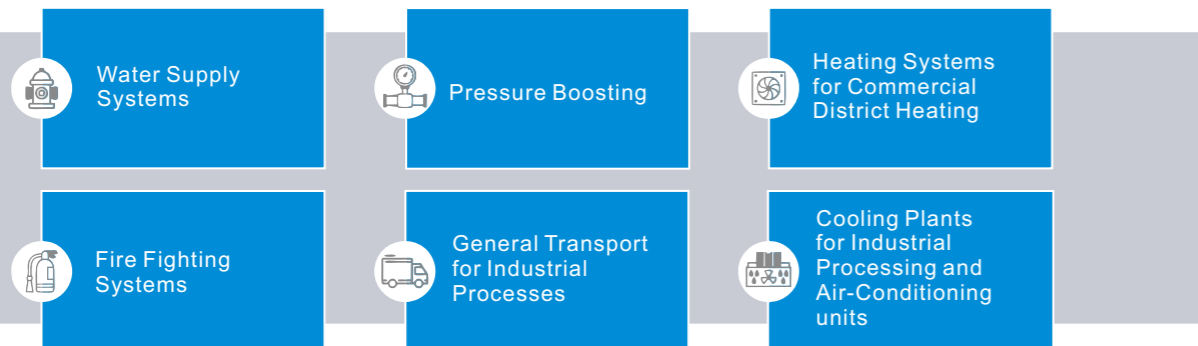 Water Supply
Systems
Pressure Boosting
Heating Systems
for Commercial
District Heating
Fire Fighting
Systems
General Transport
for Industrial
Processes
Cooling Plants
for Industrial
Processing and
Air-Conditioning
units